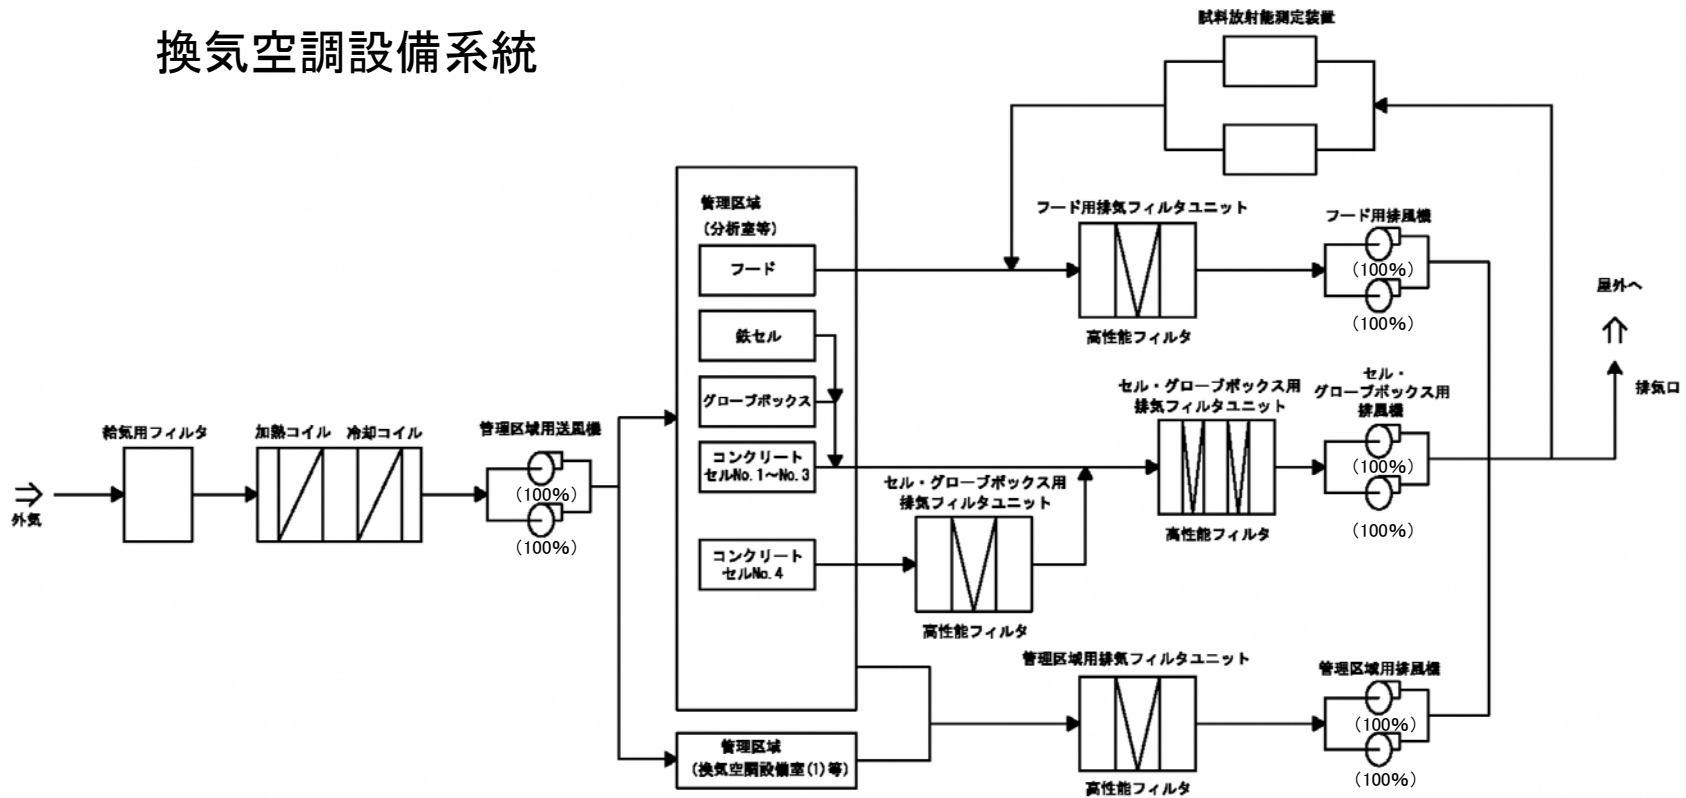 換気空調設備系統
試料放射能測定装置
管理区域
(分析室等)
フード
鉄セル
グローブボックス
コンクリート
セルNo.1~No.3
コンクリート
セルNo.4
フード用排気フィルタユニット
高性能フィルタ
フード用排風機
(100%)
(100%)
屋外へ
排気口
セル・グローブボックス用
排気フィルタユニット
高性能フィルタ
セル・
グローブボックス用
排風機
(100%)
(100%)
給気用フィルタ
加熱コイル 冷却コイル
管理区域用送風機
(100%)
(100%)
外気
セル・グローブボックス用
排気フィルタユニット
高性能フィルタ
管理区域用排気フィルタユニット
高性能フィルタ
管理区域用排風機
(100%)
(100%)
管理区域
(換気空調設備室(1)等)